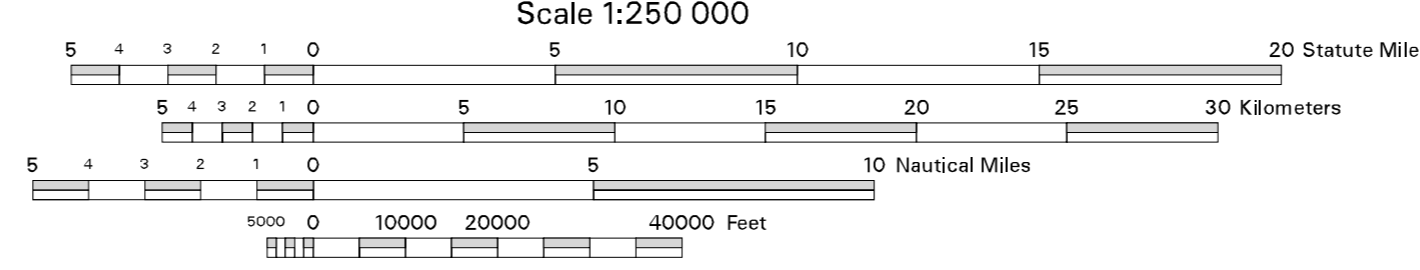 Scale 1:250 000
5 4 3 2 1 0 5 10 15 20 Statute Mile
5 4 3 2 1 0 5 10 15 20 25 30 Kilometers
5 4 3 2 1 0 5 10 Nautical Miles
5000 0 10000 20000 40000 Feet